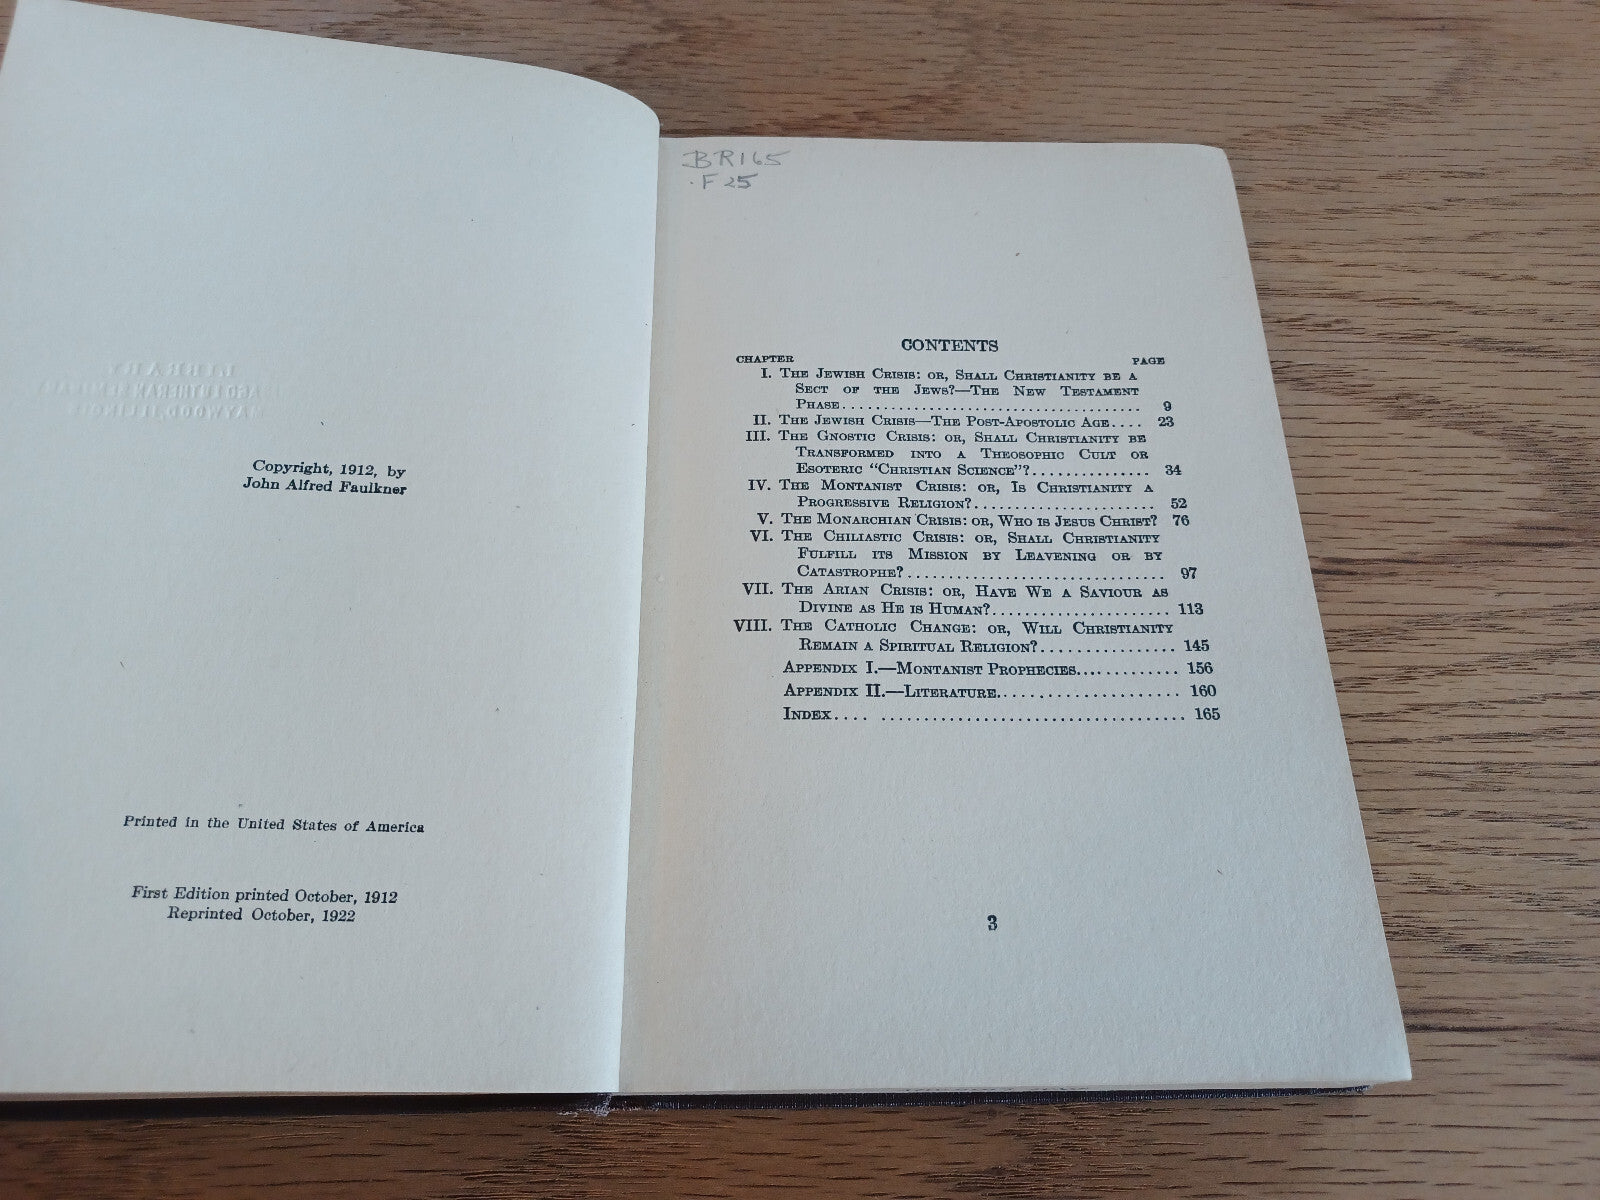 Copyright, 1912, by
John Alfred Faulkner
Printed in the United States of America
First Edition printed October, 1912
Reprinted October, 1922
BR165
.F25
CONTENTS
CHAPTER PAGE
I. The Jewish Crisis: or, Shall Christianity be a
Sect of the Jews?—The New Testament
Phase........................................ 9
II. The Jewish Crisis—The Post-Apostolic Age.... 23
III. The Gnostic Crisis: or, Shall Christianity be
Transformed into a Theosophic Cult or
Esoteric "Christian Science"?............... 34
IV. The Montanist Crisis: or, Is Christianity a
Progressive Religion?........................ 52
V. The Monarchian Crisis: or, Who is Jesus Christ? 76
VI. The Chiliastic Crisis: or, Shall Christianity
Fulfill its Mission by Leavening or by
Catastrophe?................................. 97
VII. The Arian Crisis: or, Have We a Saviour as
Divine as He is Human?...................... 113
VIII. The Catholic Change: or, Will Christianity
Remain a Spiritual Religion?................ 145
Appendix I.—Montanist Prophecies............ 156
Appendix II.—Literature...................... 160
Index.... ..................................... 165
3